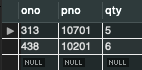 ono pno qty
313 10701 5
438 10201 6
NULL NULL NULL